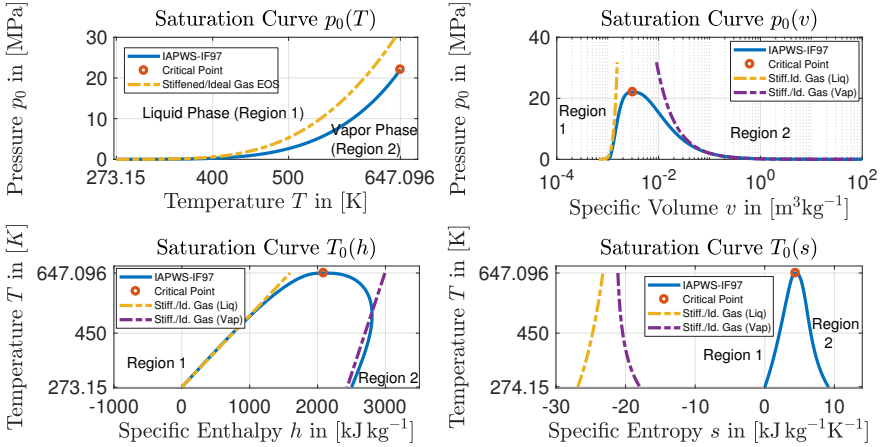 Saturation Curve p₀(T)
Pressure p₀ in [MPa]
30
20
10
0
IAPWS-IF97
Critical Point
Stiffened/Ideal Gas EOS
Liquid Phase (Region 1)
Vapor Phase
(Region 2)
273.15 400 500 647.096
Temperature T in [K]
Saturation Curve p₀(v)
Pressure p₀ in [MPa]
40
20
0
IAPWS-IF97
Critical Point
Stiff.Id. Gas (Liq)
Stiff./Id. Gas (Vap)
Region
1
Region 2
10⁻⁴ 10⁻² 10⁰ 10²
Specific Volume v in [m³kg⁻¹]
Saturation Curve T₀(h)
Temperature T in [K]
647.096
450
273.15
IAPWS-IF97
Critical Point
Stiff./Id. Gas (Liq)
Stiff./Id. Gas (Vap)
Region 1
Region 2
-1000 0 1000 2000 3000
Specific Enthalpy h in [kJ kg⁻¹]
Saturation Curve T₀(s)
Temperature T in [K]
647.096
450
274.15
IAPWS-IF97
Critical Point
Stiff./Id. Gas (Liq)
Stiff./Id. Gas (Vap)
Region 1
Region
2
-30 -20 -10 0 10
Specific Entropy s in [kJ kg⁻¹K⁻¹]